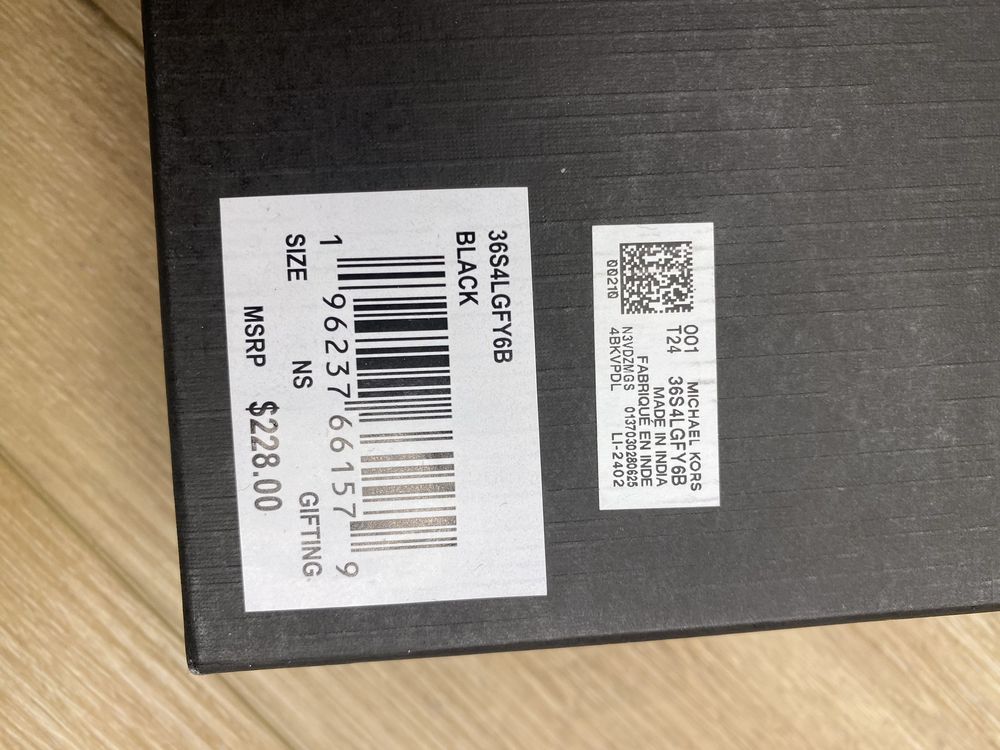 36S4LGFY6B
BLACK
1 96237 66157 9
SIZE NS GIFTING
MSRP $228.00
00210
001 MICHAEL KORS
T24 36S4LGFY6B
MADE IN INDIA
FABRIQUÉ EN INDE
N3VDZMGS 0137030280625
4BKVPDL LI-2402